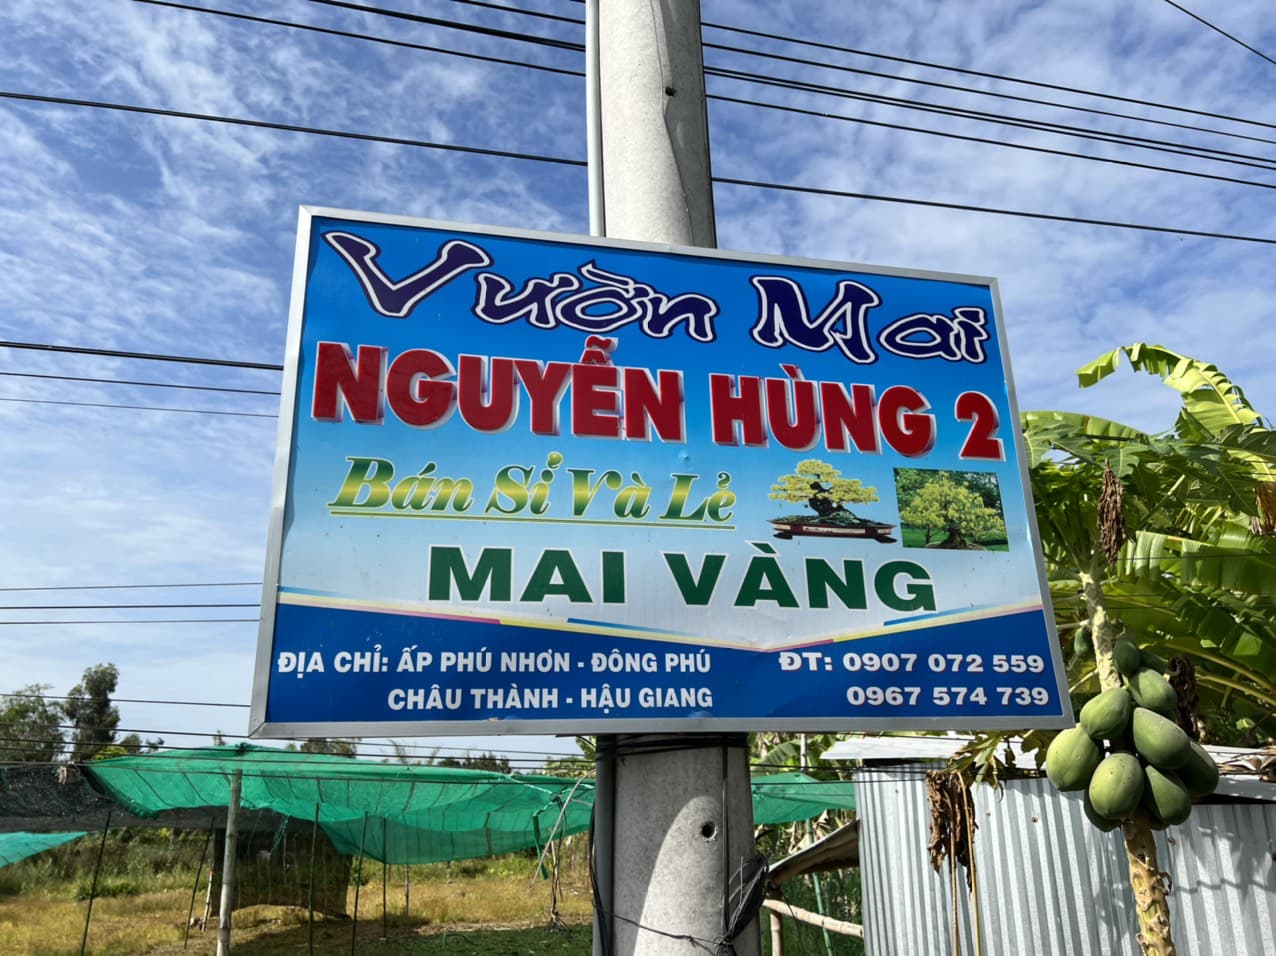 Vườn Mai
NGUYỄN HÙNG 2
Bán Sỉ Và Lẻ
MAI VÀNG
ĐỊA CHỈ: ẤP PHÚ NHƠN - ĐÔNG PHÚ
CHÂU THÀNH - HẬU GIANG
ĐT: 0907 072 559
0967 574 739